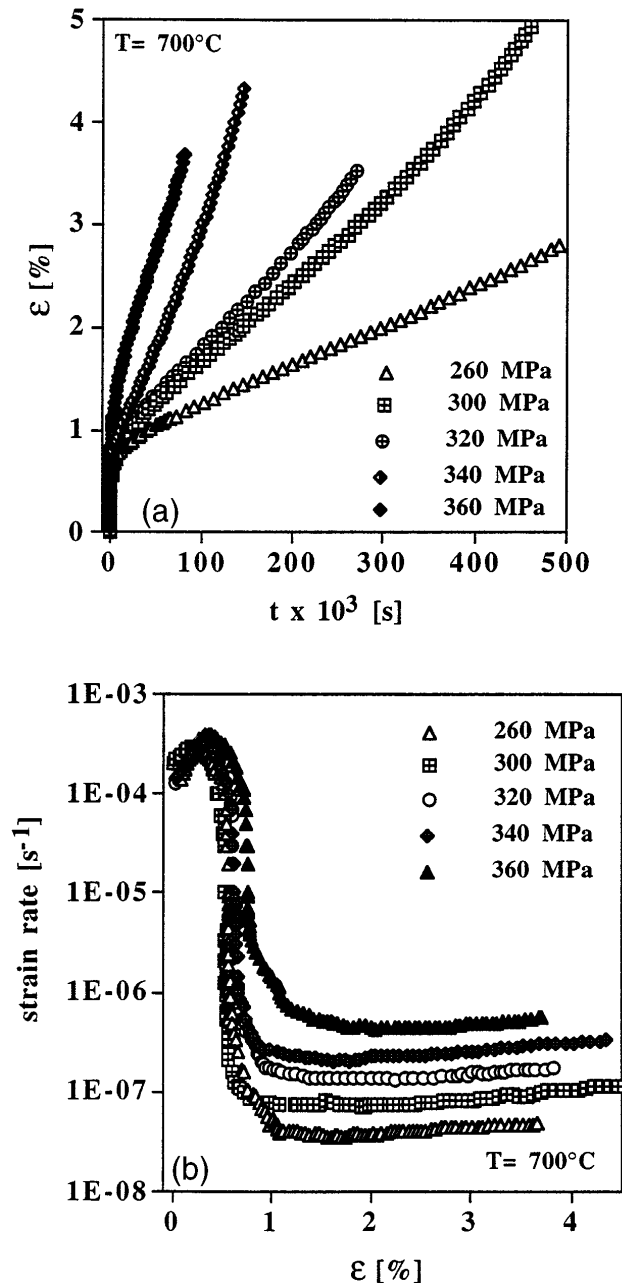 5
4
3
2
1
0
ε [%]
T= 700°C
260 MPa
300 MPa
320 MPa
340 MPa
360 MPa
(a)
0 100 200 300 400 500
t x 10³ [s]
1E-03
1E-04
1E-05
1E-06
1E-07
1E-08
strain rate [s⁻¹]
260 MPa
300 MPa
320 MPa
340 MPa
360 MPa
(b)
T= 700°C
0 1 2 3 4
ε [%]